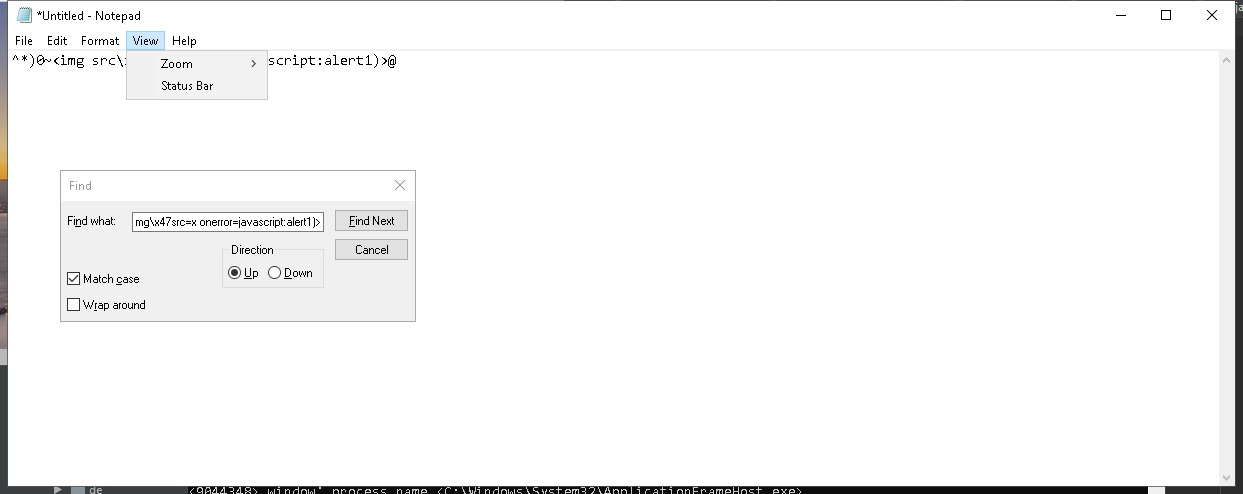 *Untitled - Notepad
File Edit Format View Help
^*)0~<img src\ script:alert1)>@
Zoom
Status Bar
Find
Find what: mg\x47src=x onerror=javascript:alert1)> Find Next
Direction Cancel
Up Down
Match case
Wrap around
de <9044348> window' process name <C:\Windows\System32\ApplicationFrameHost.exe>